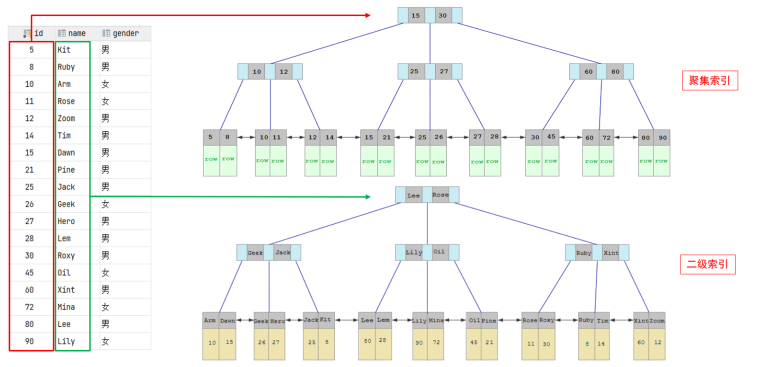 id name gender
5 Kit 男
8 Ruby 男
10 Arm 女
11 Rose 女
12 Zoom 男
14 Tim 男
15 Dawn 男
21 Pine 男
25 Jack 男
26 Geek 女
27 Hero 男
28 Lem 男
30 Roxy 男
45 Oil 女
60 Xint 男
72 Mina 女
80 Lee 男
90 Lily 女
15 30
10 12 25 27 60 80
聚集索引
5 8 10 11 12 14 15 21 25 26 27 28 30 45 60 72 80 90
row row row row row row row row row row row row row row row row row row
Lee Rose
Geek Jack Lily Oil Ruby Xint
二级索引
Arm Dawn Geek Hero Jack Kit Lee Lem Lily Mina Oil Pine Rose Roxy Ruby Tim Xint Zoom
10 15 26 27 25 5 80 28 90 72 45 21 11 30 8 14 60 12